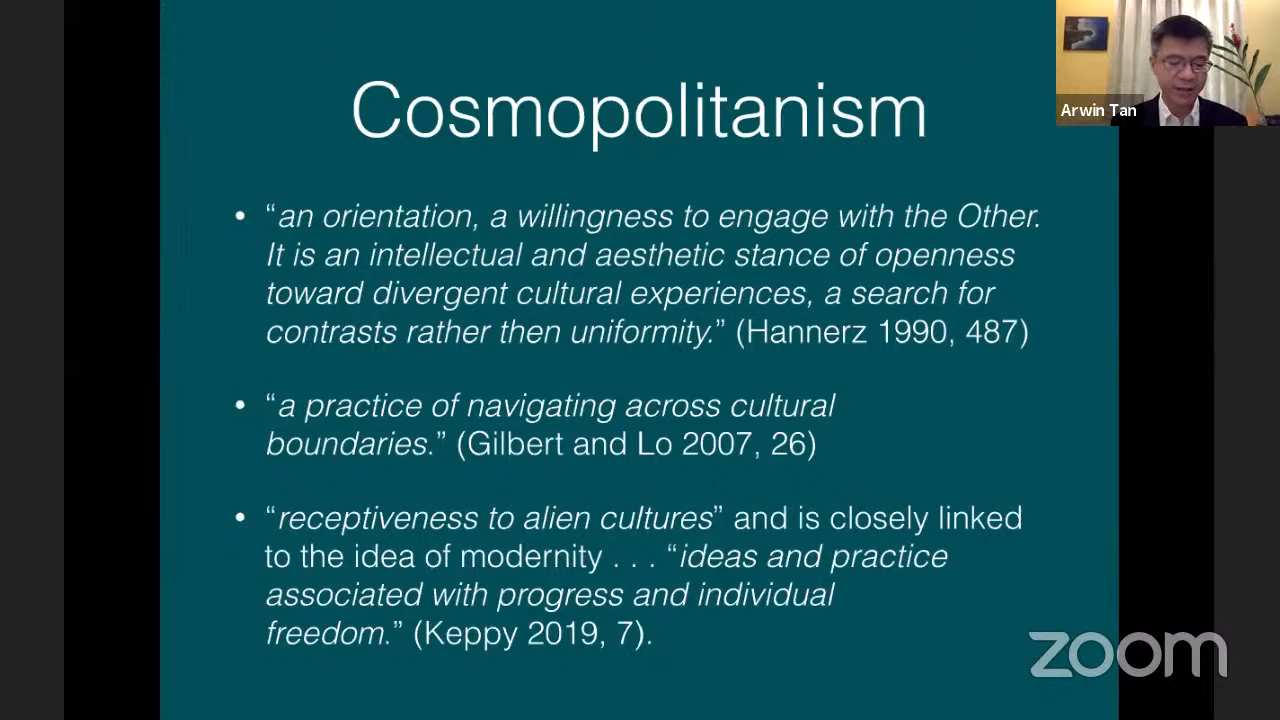 Cosmopolitanism
Arwin Tan
• “an orientation, a willingness to engage with the Other.
It is an intellectual and aesthetic stance of openness
toward divergent cultural experiences, a search for
contrasts rather then uniformity.” (Hannerz 1990, 487)
• “a practice of navigating across cultural
boundaries.” (Gilbert and Lo 2007, 26)
• “receptiveness to alien cultures” and is closely linked
to the idea of modernity . . . “ideas and practice
associated with progress and individual
freedom.” (Keppy 2019, 7).
zoom